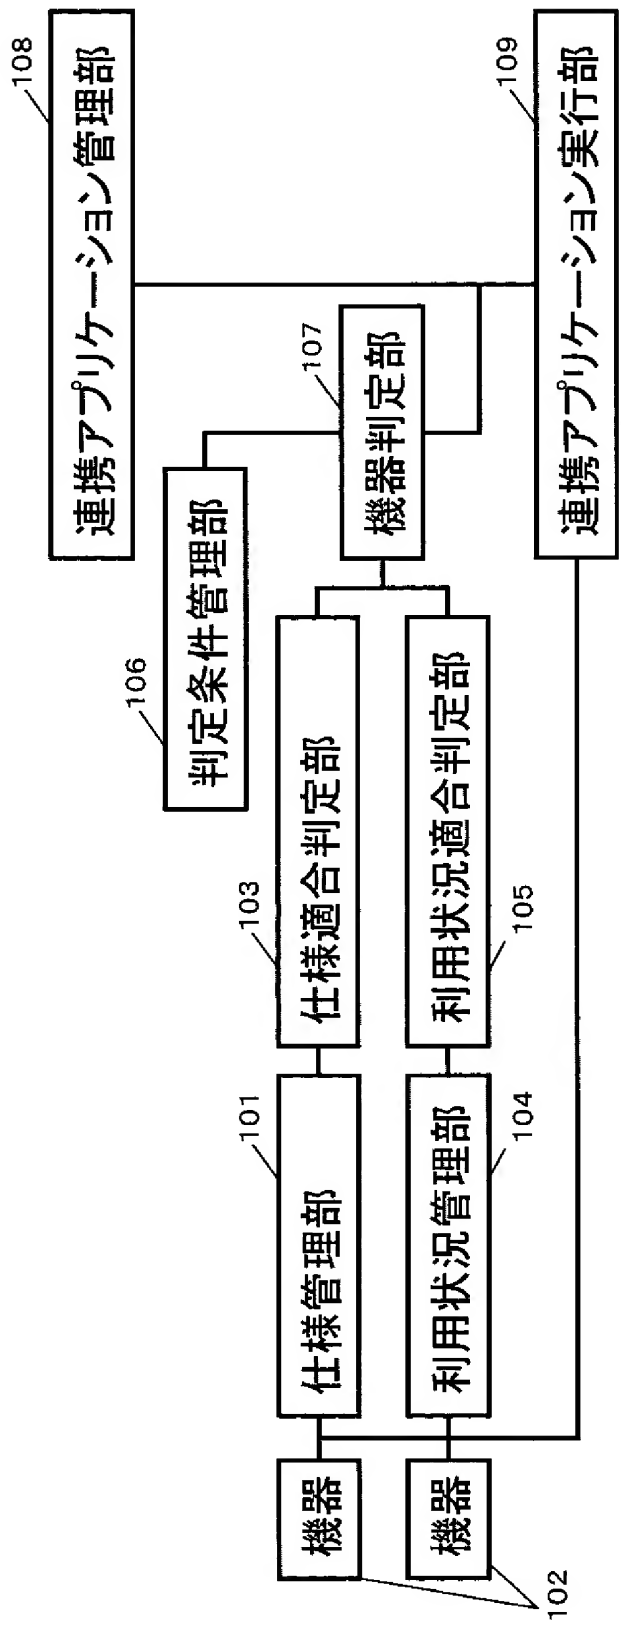 108
連携アプリケーション管理部
106
判定条件管理部
107
機器判定部
101
仕様管理部
103
仕様適合判定部
機器
機器
102
利用状況管理部
104
利用状況適合判定部
105
109
連携アプリケーション実行部